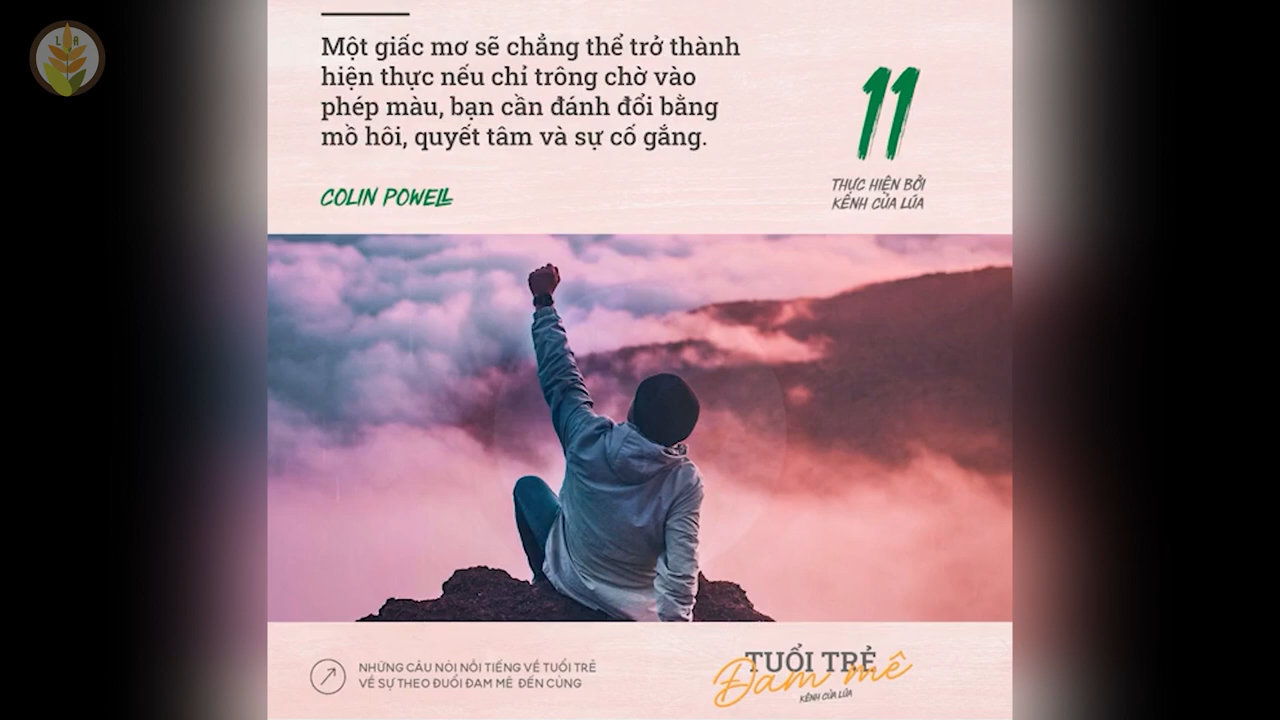 L A
Một giấc mơ sẽ chẳng thể trở thành
hiện thực nếu chỉ trông chờ vào
phép màu, bạn cần đánh đổi bằng
mồ hôi, quyết tâm và sự cố gắng.
COLIN POWELL
11
THỰC HIỆN BỞI
KÊNH CỦA LÚA
NHỮNG CÂU NÓI NỔI TIẾNG VỀ TUỔI TRẺ
VỀ SỰ THEO ĐUỔI ĐAM MÊ ĐẾN CÙNG
TUỔI TRẺ
Đam mê
KÊNH CỦA LÚA